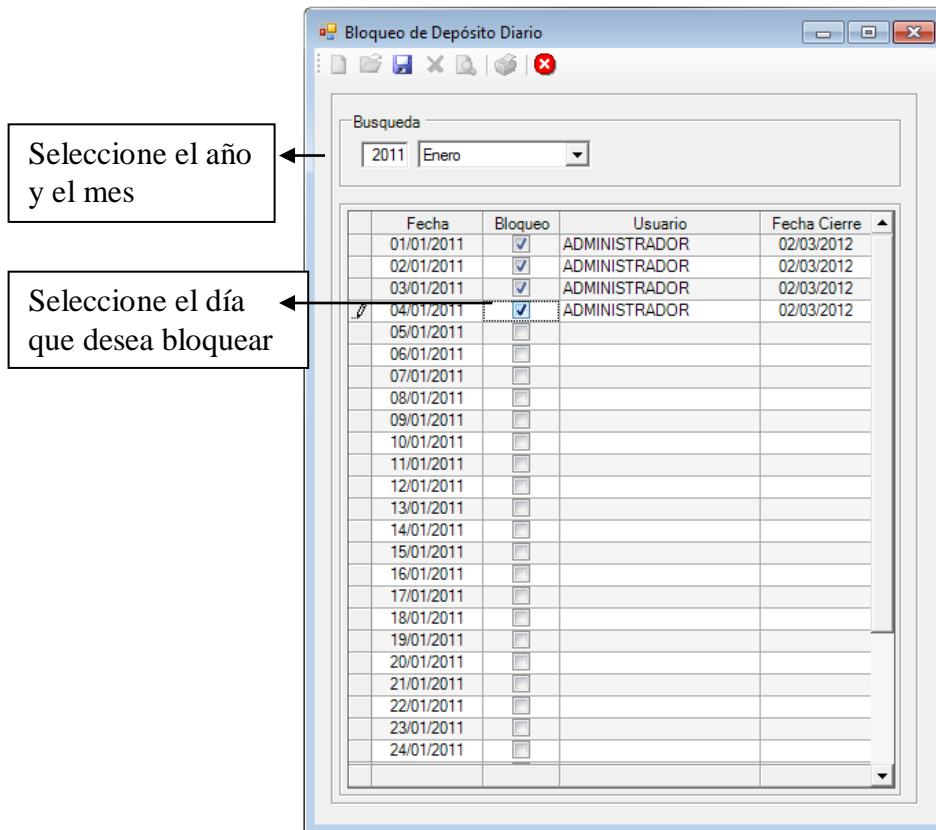 Bloqueo de Depósito Diario
Busqueda
Seleccione el año
y el mes
2011 Enero
Fecha Bloqueo Usuario Fecha Cierre
01/01/2011 ADMINISTRADOR 02/03/2012
02/01/2011 ADMINISTRADOR 02/03/2012
03/01/2011 ADMINISTRADOR 02/03/2012
Seleccione el día
que desea bloquear
04/01/2011 ADMINISTRADOR 02/03/2012
05/01/2011
06/01/2011
07/01/2011
08/01/2011
09/01/2011
10/01/2011
11/01/2011
12/01/2011
13/01/2011
14/01/2011
15/01/2011
16/01/2011
17/01/2011
18/01/2011
19/01/2011
20/01/2011
21/01/2011
22/01/2011
23/01/2011
24/01/2011